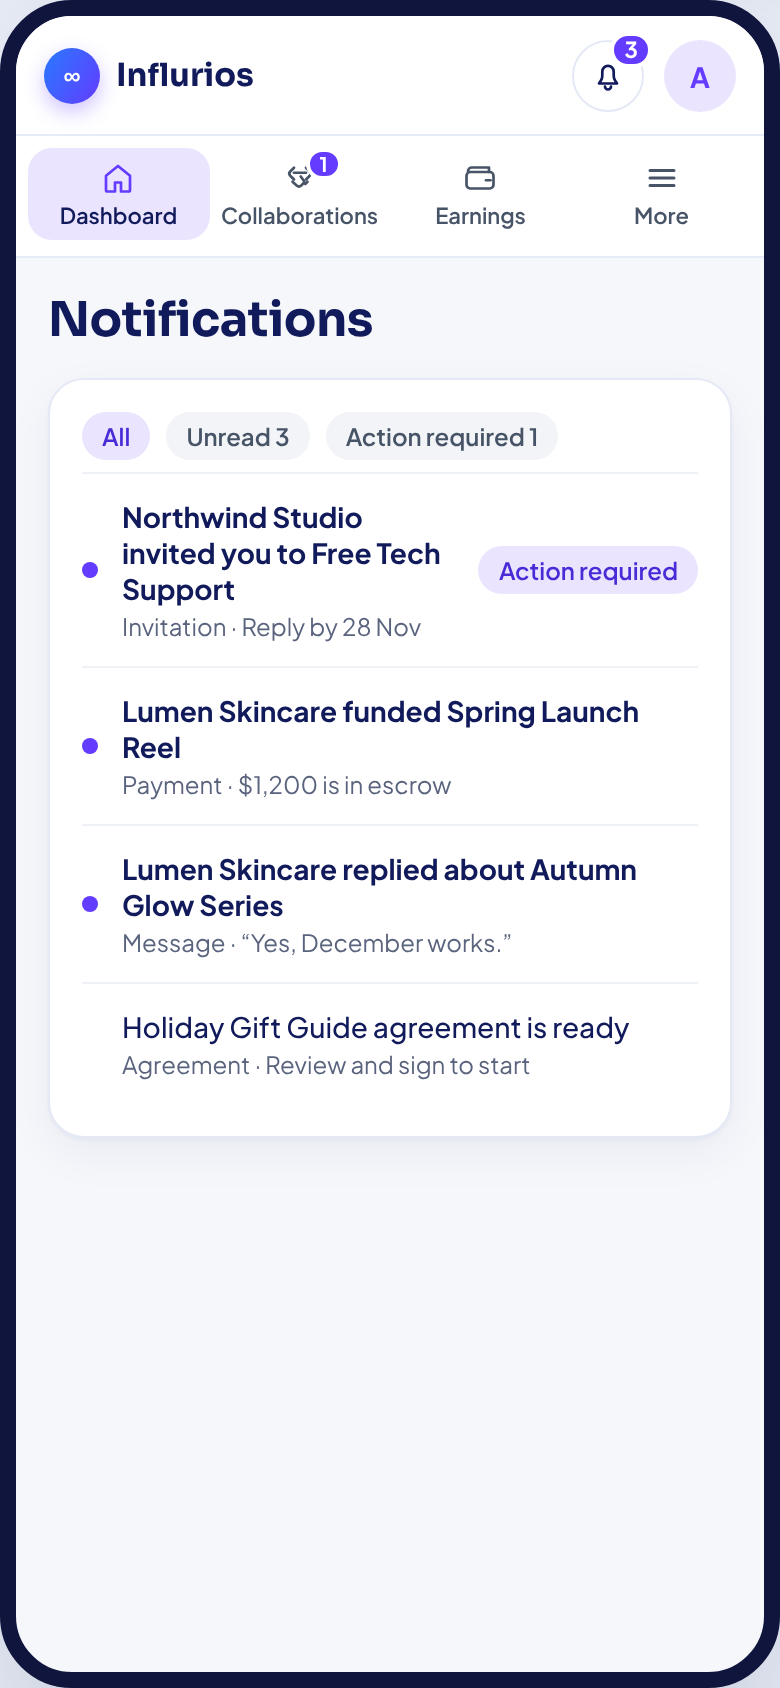 ∞ Influrios
3
A
Dashboard
1
Collaborations
Earnings
More
Notifications
All
Unread 3
Action required 1
Northwind Studio
invited you to Free Tech
Support
Invitation · Reply by 28 Nov
Action required
Lumen Skincare funded Spring Launch
Reel
Payment · $1,200 is in escrow
Lumen Skincare replied about Autumn
Glow Series
Message · “Yes, December works.”
Holiday Gift Guide agreement is ready
Agreement · Review and sign to start